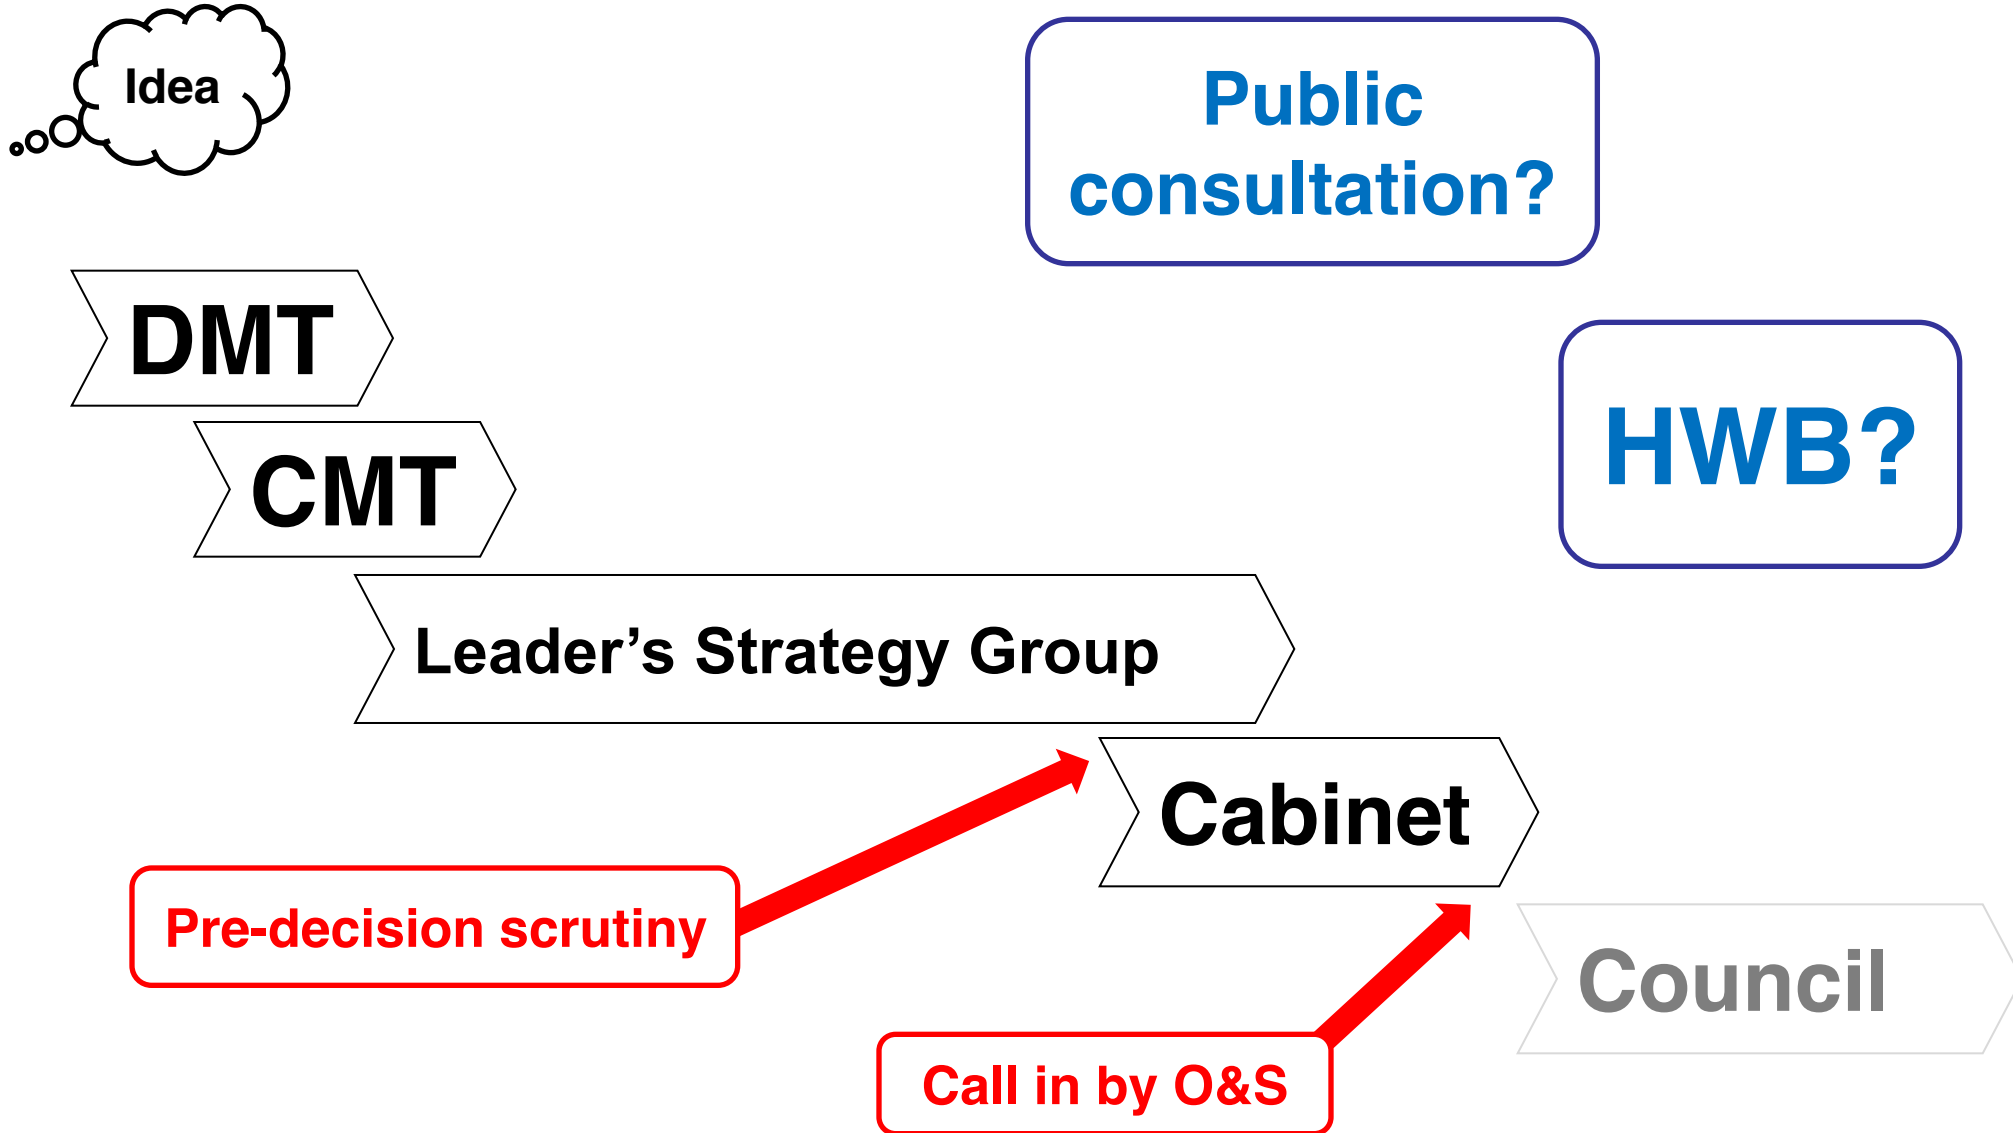 Idea
Public
consultation?
DMT
HWB?
CMT
Leader’s Strategy Group
Cabinet
Pre-decision scrutiny
Council
Call in by O&S